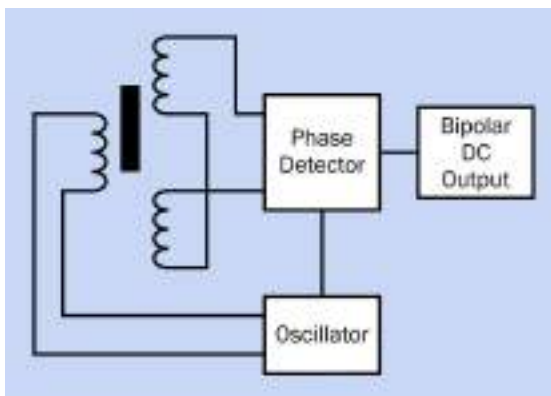 Phase
Detector
Bipolar
DC
Output
Oscillator